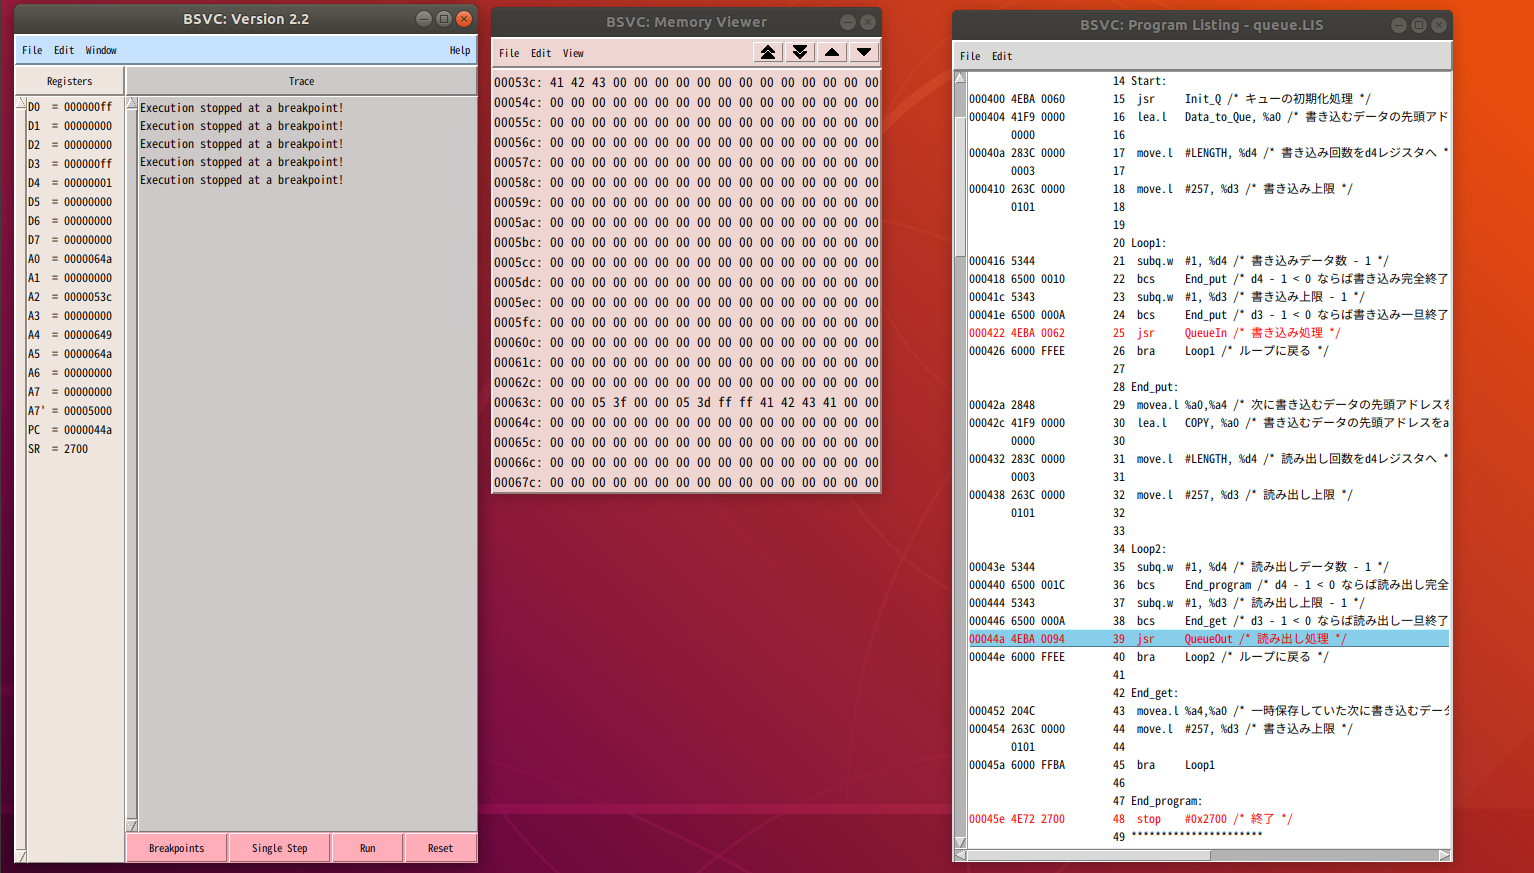 BSVC: Version 2.2
File Edit Window Help
Registers Trace
D0 = 000000ff
D1 = 00000000
D2 = 00000000
D3 = 000000ff
D4 = 00000001
D5 = 00000000
D6 = 00000000
D7 = 00000000
A0 = 0000064a
A1 = 00000000
A2 = 0000053c
A3 = 00000000
A4 = 00000649
A5 = 0000064a
A6 = 00000000
A7 = 00000000
A7' = 00005000
PC = 0000044a
SR = 2700
Execution stopped at a breakpoint!
Execution stopped at a breakpoint!
Execution stopped at a breakpoint!
Execution stopped at a breakpoint!
Execution stopped at a breakpoint!
Breakpoints Single Step Run Reset
BSVC: Memory Viewer
File Edit View
00053c: 41 42 43 00 00 00 00 00 00 00 00 00 00 00 00 00
00054c: 00 00 00 00 00 00 00 00 00 00 00 00 00 00 00 00
00055c: 00 00 00 00 00 00 00 00 00 00 00 00 00 00 00 00
00056c: 00 00 00 00 00 00 00 00 00 00 00 00 00 00 00 00
00057c: 00 00 00 00 00 00 00 00 00 00 00 00 00 00 00 00
00058c: 00 00 00 00 00 00 00 00 00 00 00 00 00 00 00 00
00059c: 00 00 00 00 00 00 00 00 00 00 00 00 00 00 00 00
0005ac: 00 00 00 00 00 00 00 00 00 00 00 00 00 00 00 00
0005bc: 00 00 00 00 00 00 00 00 00 00 00 00 00 00 00 00
0005cc: 00 00 00 00 00 00 00 00 00 00 00 00 00 00 00 00
0005dc: 00 00 00 00 00 00 00 00 00 00 00 00 00 00 00 00
0005ec: 00 00 00 00 00 00 00 00 00 00 00 00 00 00 00 00
0005fc: 00 00 00 00 00 00 00 00 00 00 00 00 00 00 00 00
00060c: 00 00 00 00 00 00 00 00 00 00 00 00 00 00 00 00
00061c: 00 00 00 00 00 00 00 00 00 00 00 00 00 00 00 00
00062c: 00 00 00 00 00 00 00 00 00 00 00 00 00 00 00 00
00063c: 00 00 05 3f 00 00 05 3d ff ff 41 42 43 41 00 00
00064c: 00 00 00 00 00 00 00 00 00 00 00 00 00 00 00 00
00065c: 00 00 00 00 00 00 00 00 00 00 00 00 00 00 00 00
00066c: 00 00 00 00 00 00 00 00 00 00 00 00 00 00 00 00
00067c: 00 00 00 00 00 00 00 00 00 00 00 00 00 00 00 00
BSVC: Program Listing - queue.LIS
File Edit
14 Start:
000400 4EBA 0060 15 jsr Init_Q /* キューの初期化処理 */
000404 41F9 0000 16 lea.l Data_to_Que, %a0 /* 書き込むデータの先頭アド
0000 16
00040a 283C 0000 17 move.l #LENGTH, %d4 /* 書き込み回数をd4レジスタへ *
0003 17
000410 263C 0000 18 move.l #257, %d3 /* 書き込み上限 */
0101 18
19
20 Loop1:
000416 5344 21 subq.w #1, %d4 /* 書き込みデータ数 - 1 */
000418 6500 0010 22 bcs End_put /* d4 - 1 < 0 ならば書き込み完全終了
00041c 5343 23 subq.w #1, %d3 /* 書き込み上限 - 1 */
00041e 6500 000A 24 bcs End_put /* d3 - 1 < 0 ならば書き込み一旦終了
000422 4EBA 0062 25 jsr QueueIn /* 書き込み処理 */
000426 6000 FFEE 26 bra Loop1 /* ループに戻る */
27
28 End_put:
00042a 2848 29 movea.l %a0,%a4 /* 次に書き込むデータの先頭アドレスを
00042c 41F9 0000 30 lea.l COPY, %a0 /* 書き込むデータの先頭アドレスをa
0000 30
000432 283C 0000 31 move.l #LENGTH, %d4 /* 読み出し回数をd4レジスタへ *
0003 31
000438 263C 0000 32 move.l #257, %d3 /* 読み出し上限 */
0101 32
33
34 Loop2:
00043e 5344 35 subq.w #1, %d4 /* 読み出しデータ数 - 1 */
000440 6500 001C 36 bcs End_program /* d4 - 1 < 0 ならば読み出し完全
000444 5343 37 subq.w #1, %d3 /* 読み出し上限 - 1 */
000446 6500 000A 38 bcs End_get /* d3 - 1 < 0 ならば読み出し一旦終了
00044a 4EBA 0094 39 jsr QueueOut /* 読み出し処理 */
00044e 6000 FFEE 40 bra Loop2 /* ループに戻る */
41
42 End_get:
000452 204C 43 movea.l %a4,%a0 /* 一時保存していた次に書き込むデータ
000454 263C 0000 44 move.l #257, %d3 /* 書き込み上限 */
0101 44
00045a 6000 FFBA 45 bra Loop1
46
47 End_program:
00045e 4E72 2700 48 stop #0x2700 /* 終了 */
49 **********************